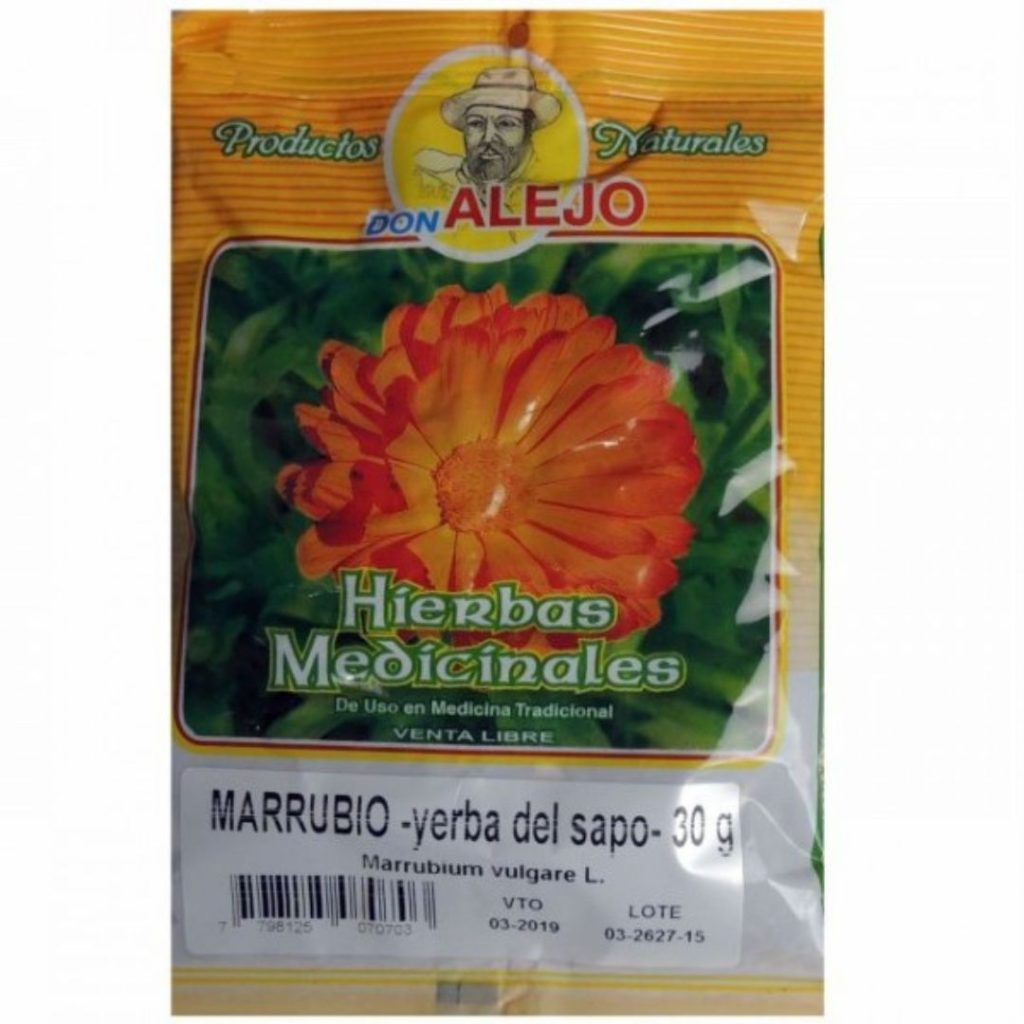 Productos Naturales
DON ALEJO
Hierbas
Medicinales
De Uso en Medicina Tradicional
VENTA LIBRE
MARRUBIO -yerba del sapo- 30 g
Marrubium vulgare L.
VTO
03-2019
LOTE
03-2627-15
7 798125 070703